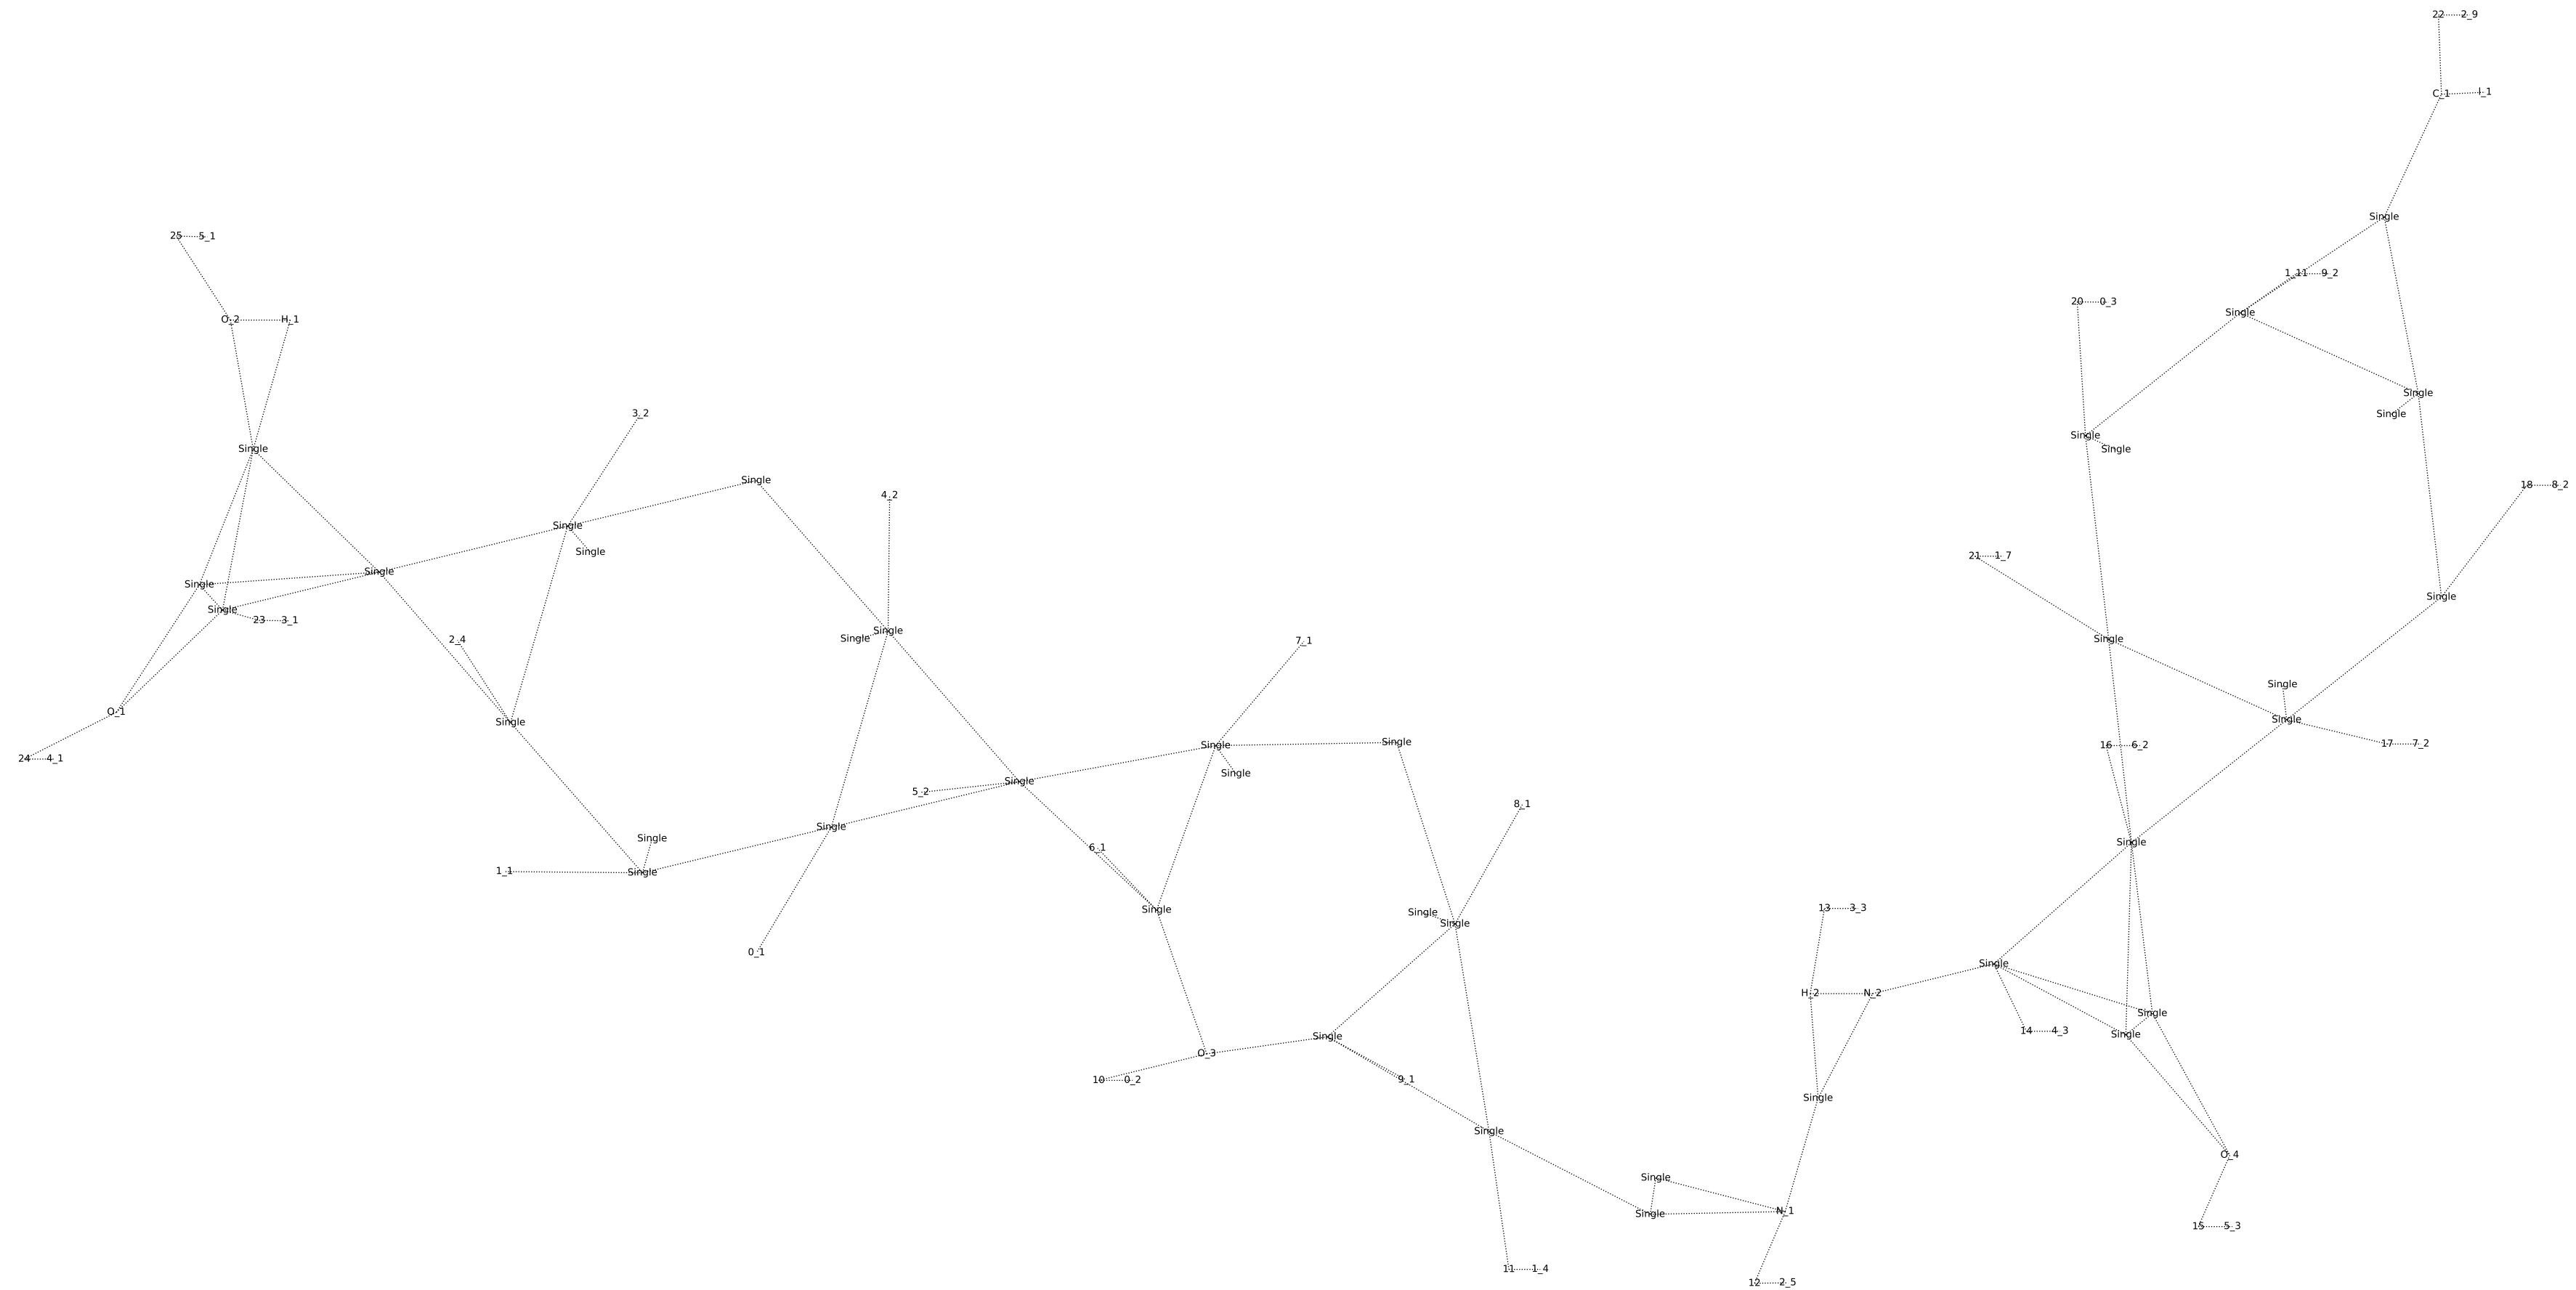 22 2_9
C_1 I_1
Single
25 5_1
1_11 9_2
20 0_3
Single
O_2 H_1
Single
3_2
Single
Single
Single
Single
Single
18 8_2
4_2
Single
Single
21 1_7
Single
Single
Single
Single
23 3_1
Single
Single
Single
2_4
7_1
Single
Single
O_1
Single
Single
Single
Single
17 7_2
16 6_2
24 4_1
Single
Single
5_2
8_1
Single
Single
Single
6_1
1_1
Single
13 3_3
Single
Single
Single
0_1
Single
H_2 N_2
Single
14 4_3
Single
Single
O_3
10 0_2
9_1
Single
Single
O_4
Single
N_1
Single
15 5_3
11 1_4
12 2_5